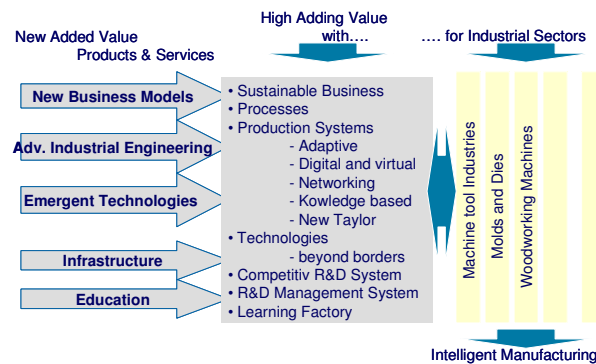 High Adding Value
with....
.... for Industrial Sectors
New Added Value
Products & Services
New Business Models
Adv. Industrial Engineering
Emergent Technologies
Infrastructure
Education
• Sustainable Business
• Processes
• Production Systems
- Adaptive
- Digital and virtual
- Networking
- Kowledge based
- New Taylor
• Technologies
- beyond borders
• Competitiv R&D System
• R&D Management System
• Learning Factory
Machine tool Industries
Molds and Dies
Woodworking Machines
Intelligent Manufacturing